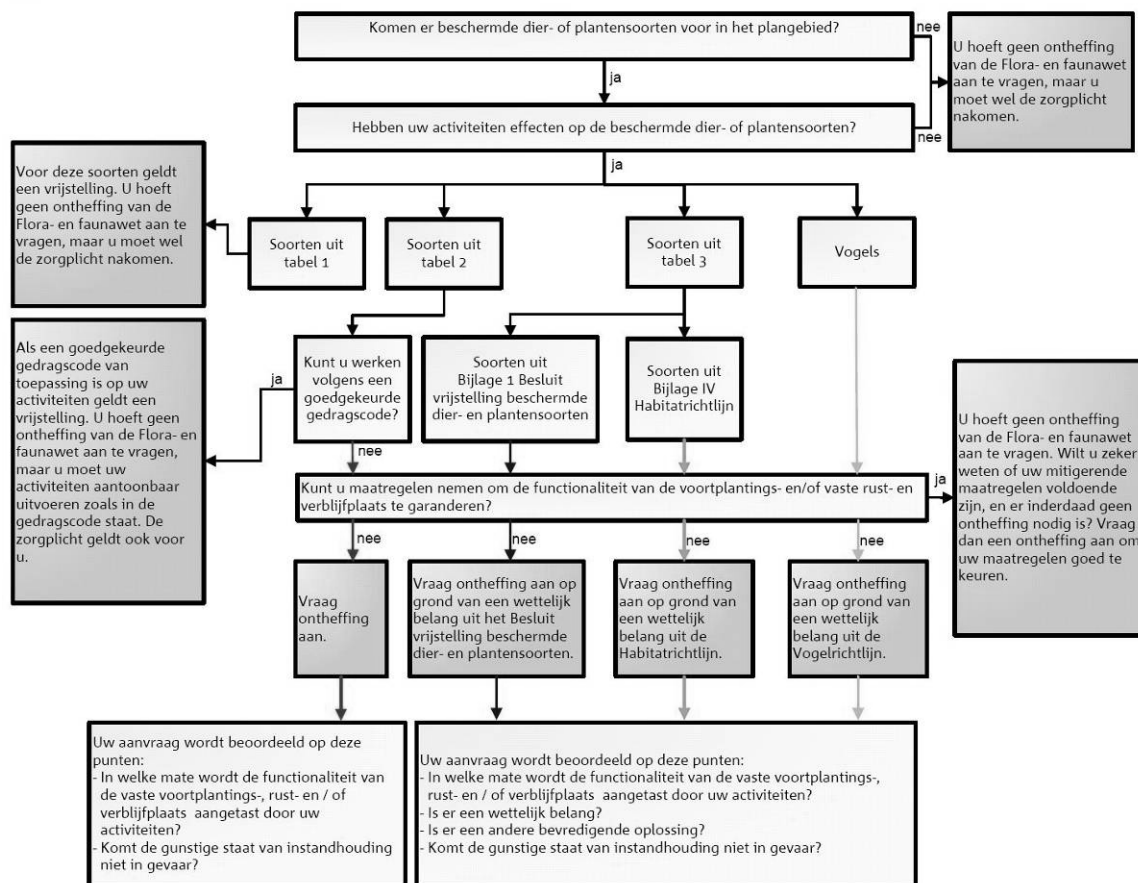 Komen er beschermde dier- of plantensoorten voor in het plangebied?
nee
U hoeft geen ontheffing
van de Flora- en faunawet
aan te vragen, maar u
moet wel de zorgplicht
nakomen.
ja
Hebben uw activiteiten effecten op de beschermde dier- of plantensoorten?
nee
ja
Voor deze soorten geldt
een vrijstelling. U hoeft
geen ontheffing van de
Flora- en faunawet aan te
vragen, maar u moet wel
de zorgplicht nakomen.
Soorten uit
tabel 1
Soorten uit
tabel 2
Soorten uit
tabel 3
Vogels
Als een goedgekeurde
gedragscode van
toepassing is op uw
activiteiten geldt een
vrijstelling. U hoeft geen
ontheffing van de Flora- en
faunawet aan te vragen,
maar u moet uw
activiteiten aantoonbaar
uitvoeren zoals in de
gedragscode staat. De
zorgplicht geldt ook voor
u.
ja
Kunt u werken
volgens een
goedgekeurde
gedragscode?
Soorten uit
Bijlage 1 Besluit
vrijstelling beschermde
dier- en plantensoorten
Soorten uit
Bijlage IV
Habitatrichtlijn
nee
Kunt u maatregelen nemen om de functionaliteit van de voortplantings- en/of vaste rust- en
verblijfplaats te garanderen?
ja
U hoeft geen ontheffing
van de Flora- en faunawet
aan te vragen. Wilt u zeker
weten of uw mitigerende
maatregelen voldoende
zijn, en er inderdaad geen
ontheffing nodig is? Vraag
dan een ontheffing aan om
uw maatregelen goed te
keuren.
nee
nee
nee
nee
Vraag
ontheffing
aan.
Vraag ontheffing aan op
grond van een wettelijk
belang uit het Besluit
vrijstelling beschermde
dier- en plantensoorten.
Vraag ontheffing
aan op grond van
een wettelijk
belang uit de
Habitatrichtlijn.
Vraag ontheffing
aan op grond van
een wettelijk
belang uit de
Vogelrichtlijn.
Uw aanvraag wordt beoordeeld op deze
punten:
- In welke mate wordt de functionaliteit van
de vaste voortplantings-, rust- en / of
verblijfplaats aangetast door uw
activiteiten?
- Komt de gunstige staat van instandhouding
niet in gevaar?
Uw aanvraag wordt beoordeeld op deze punten:
- In welke mate wordt de functionaliteit van de vaste voortplantings-,
rust- en / of verblijfplaats aangetast door uw activiteiten?
- Is er een wettelijk belang?
- Is er een andere bevredigende oplossing?
- Komt de gunstige staat van instandhouding niet in gevaar?